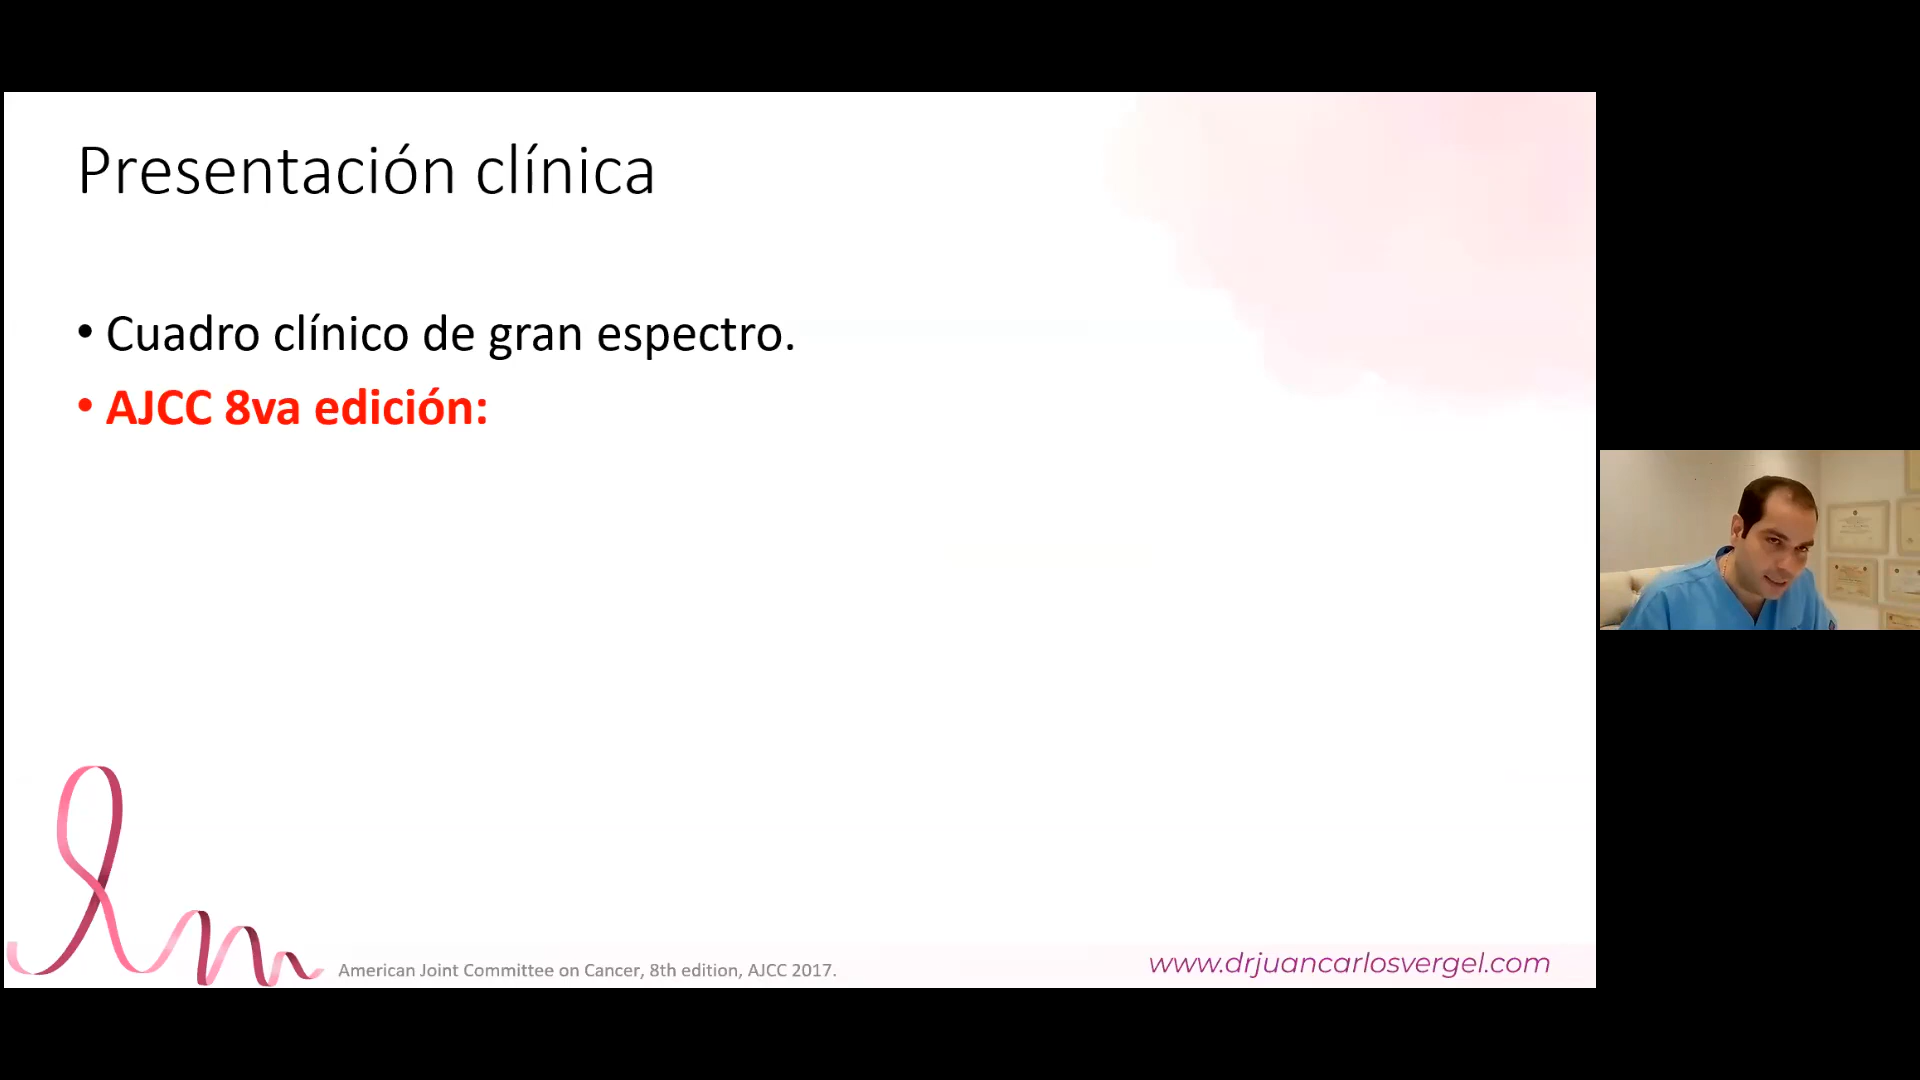 Presentación clínica
• Cuadro clínico de gran espectro.
• AJCC 8va edición:
American Joint Committee on Cancer, 8th edition, AJCC 2017.
www.drjuancarlosvergel.com